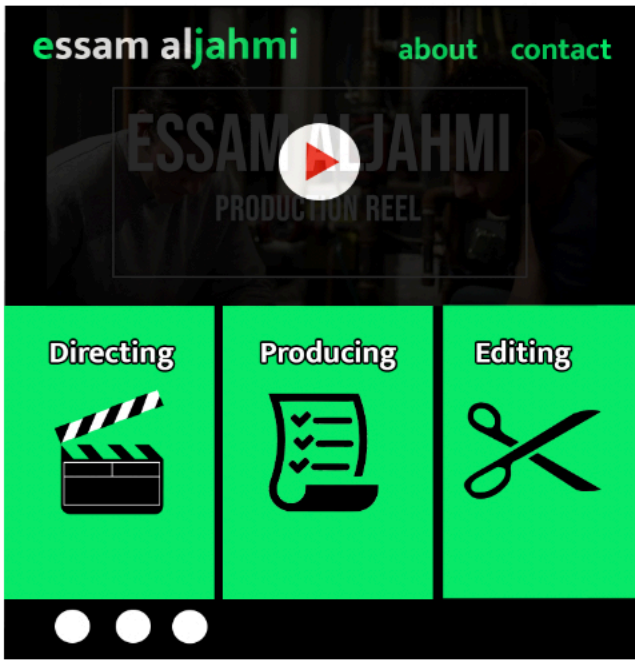 essam aljahmi about contact
ESSAM ALJAHMI
PRODUCTION REEL
Directing Producing Editing